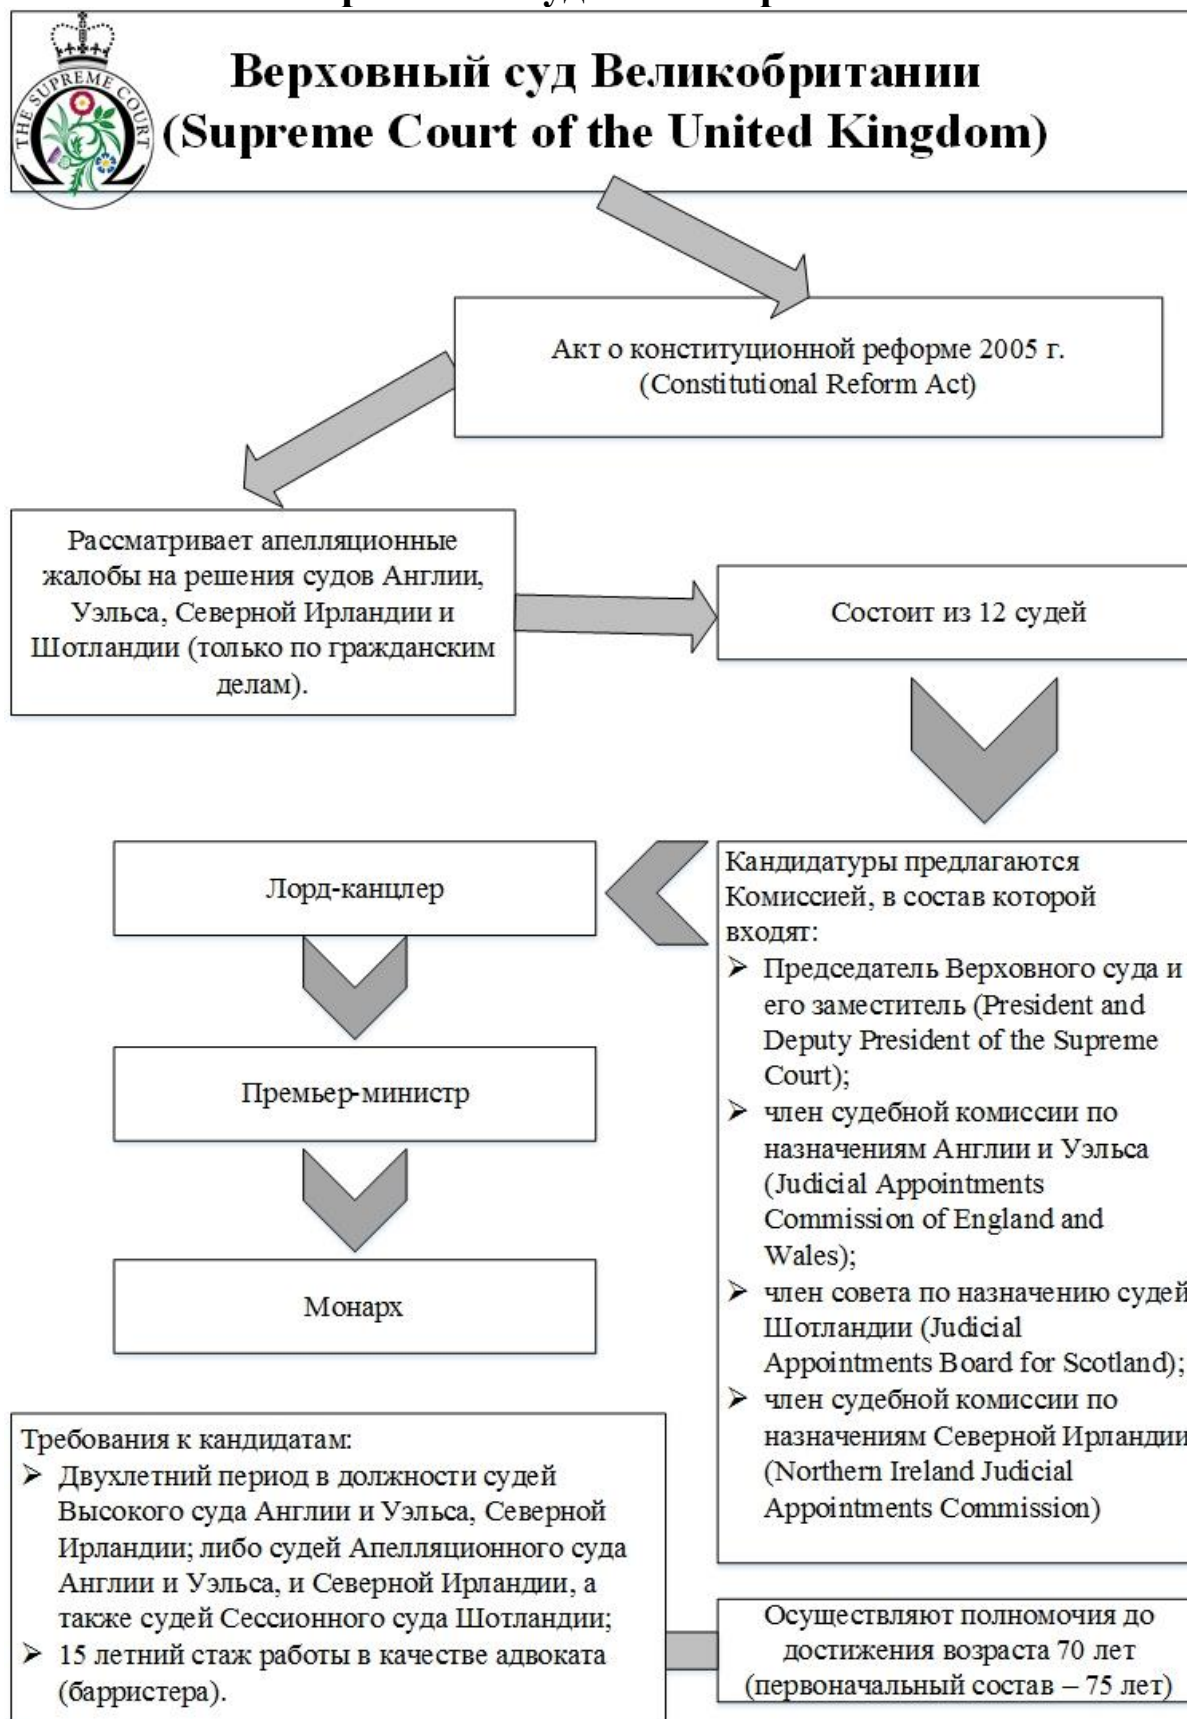 Верховный суд Великобритании
(Supreme Court of the United Kingdom)
THE SUPREME COURT
Акт о конституционной реформе 2005 г.
(Constitutional Reform Act)
Рассматривает апелляционные
жалобы на решения судов Англии,
Уэльса, Северной Ирландии и
Шотландии (только по гражданским
делам).
Состоит из 12 судей
Лорд-канцлер
Премьер-министр
Монарх
Кандидатуры предлагаются
Комиссией, в состав которой
входят:
➢ Председатель Верховного суда и
его заместитель (President and
Deputy President of the Supreme
Court);
➢ член судебной комиссии по
назначениям Англии и Уэльса
(Judicial Appointments
Commission of England and
Wales);
➢ член совета по назначению судей
Шотландии (Judicial
Appointments Board for Scotland);
➢ член судебной комиссии по
назначениям Северной Ирландии
(Northern Ireland Judicial
Appointments Commission)
Требования к кандидатам:
➢ Двухлетний период в должности судей
Высокого суда Англии и Уэльса, Северной
Ирландии; либо судей Апелляционного суда
Англии и Уэльса, и Северной Ирландии, а
также судей Сессионного суда Шотландии;
➢ 15 летний стаж работы в качестве адвоката
(барристера).
Осуществляют полномочия до
достижения возраста 70 лет
(первоначальный состав – 75 лет)